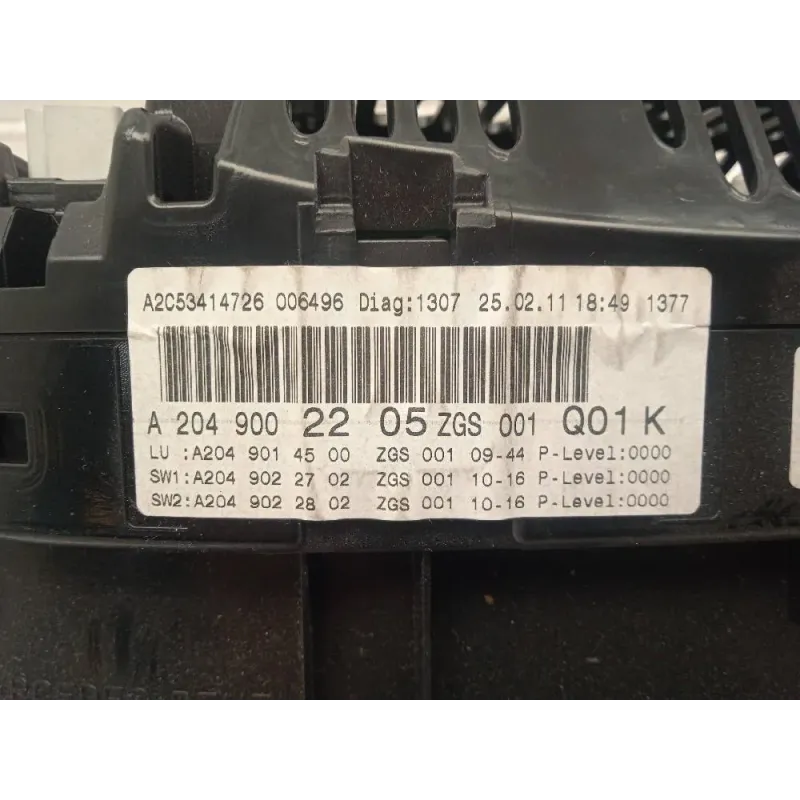 A2C53414726 006496 Diag:1307 25.02.11 18:49 1377
A 204 900 22 05 ZGS 001 Q01 K
LU :A204 901 45 00 ZGS 001 09-44 P-Level:0000
SW1:A204 902 27 02 ZGS 001 10-16 P-Level:0000
SW2:A204 902 28 02 ZGS 001 10-16 P-Level:0000